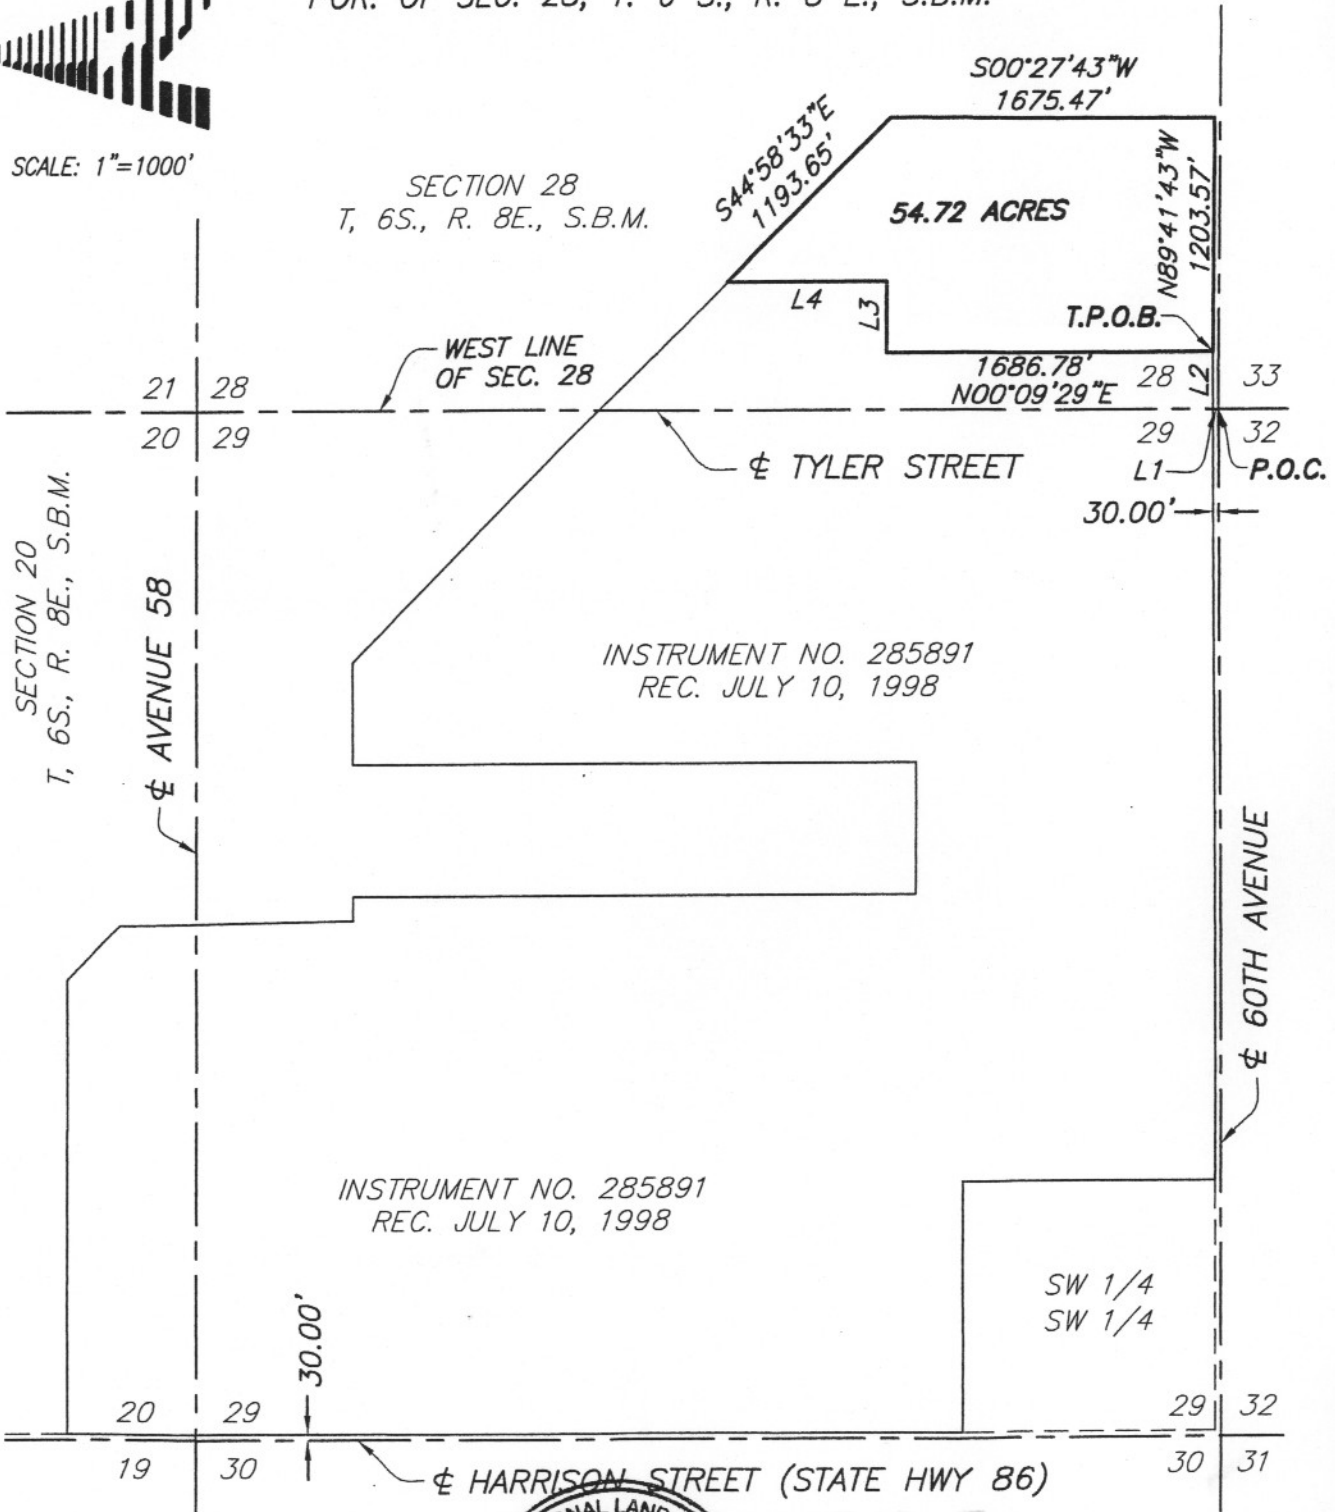 S00°27'43"W
1675.47'
SCALE: 1"=1000'
SECTION 28
T, 6S., R. 8E., S.B.M.
S44°58'33"E
1193.65'
54.72 ACRES
N89°41'43"W
1203.57'
L4
L3
T.P.O.B.
WEST LINE
OF SEC. 28
1686.78'
N00°09'29"E
L2
21 28
28 33
20 29
29 32
℄ TYLER STREET
L1
P.O.C.
30.00'
SECTION 20
T, 6S., R. 8E., S.B.M.
℄ AVENUE 58
INSTRUMENT NO. 285891
REC. JULY 10, 1998
℄ 60TH AVENUE
INSTRUMENT NO. 285891
REC. JULY 10, 1998
SW 1/4
SW 1/4
30.00'
20 29
29 32
19 30
30 31
℄ HARRISON STREET (STATE HWY 86)
LAND